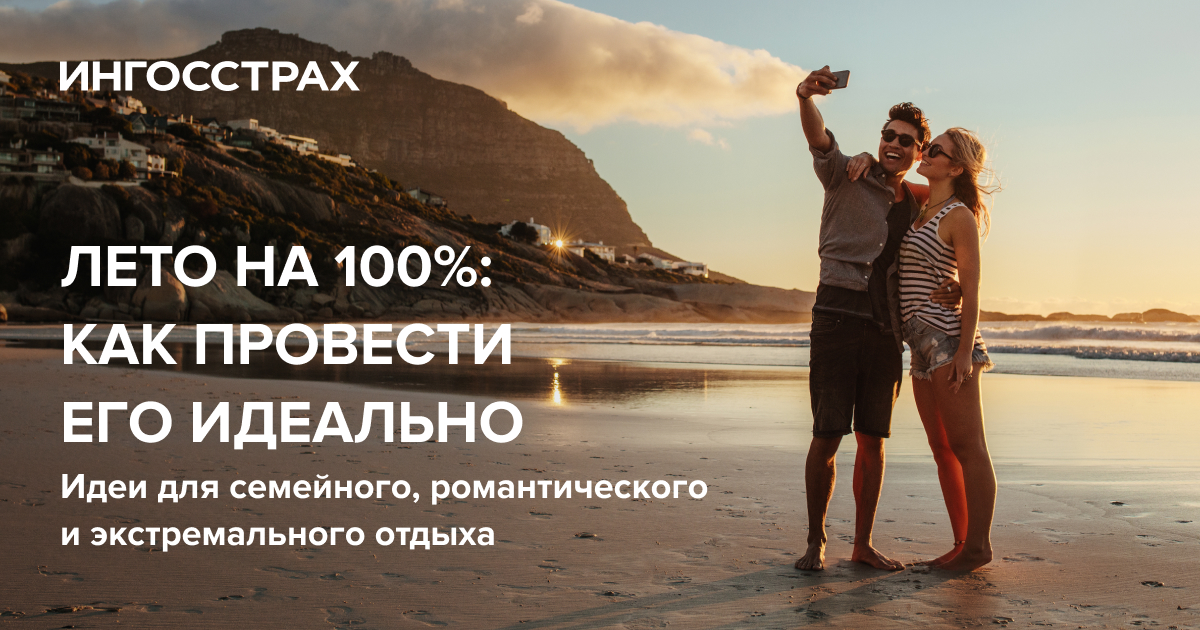 ИНГОССТРАХ
ЛЕТО НА 100%:
КАК ПРОВЕСТИ
ЕГО ИДЕАЛЬНО
Идеи для семейного, романтического
и экстремального отдыха